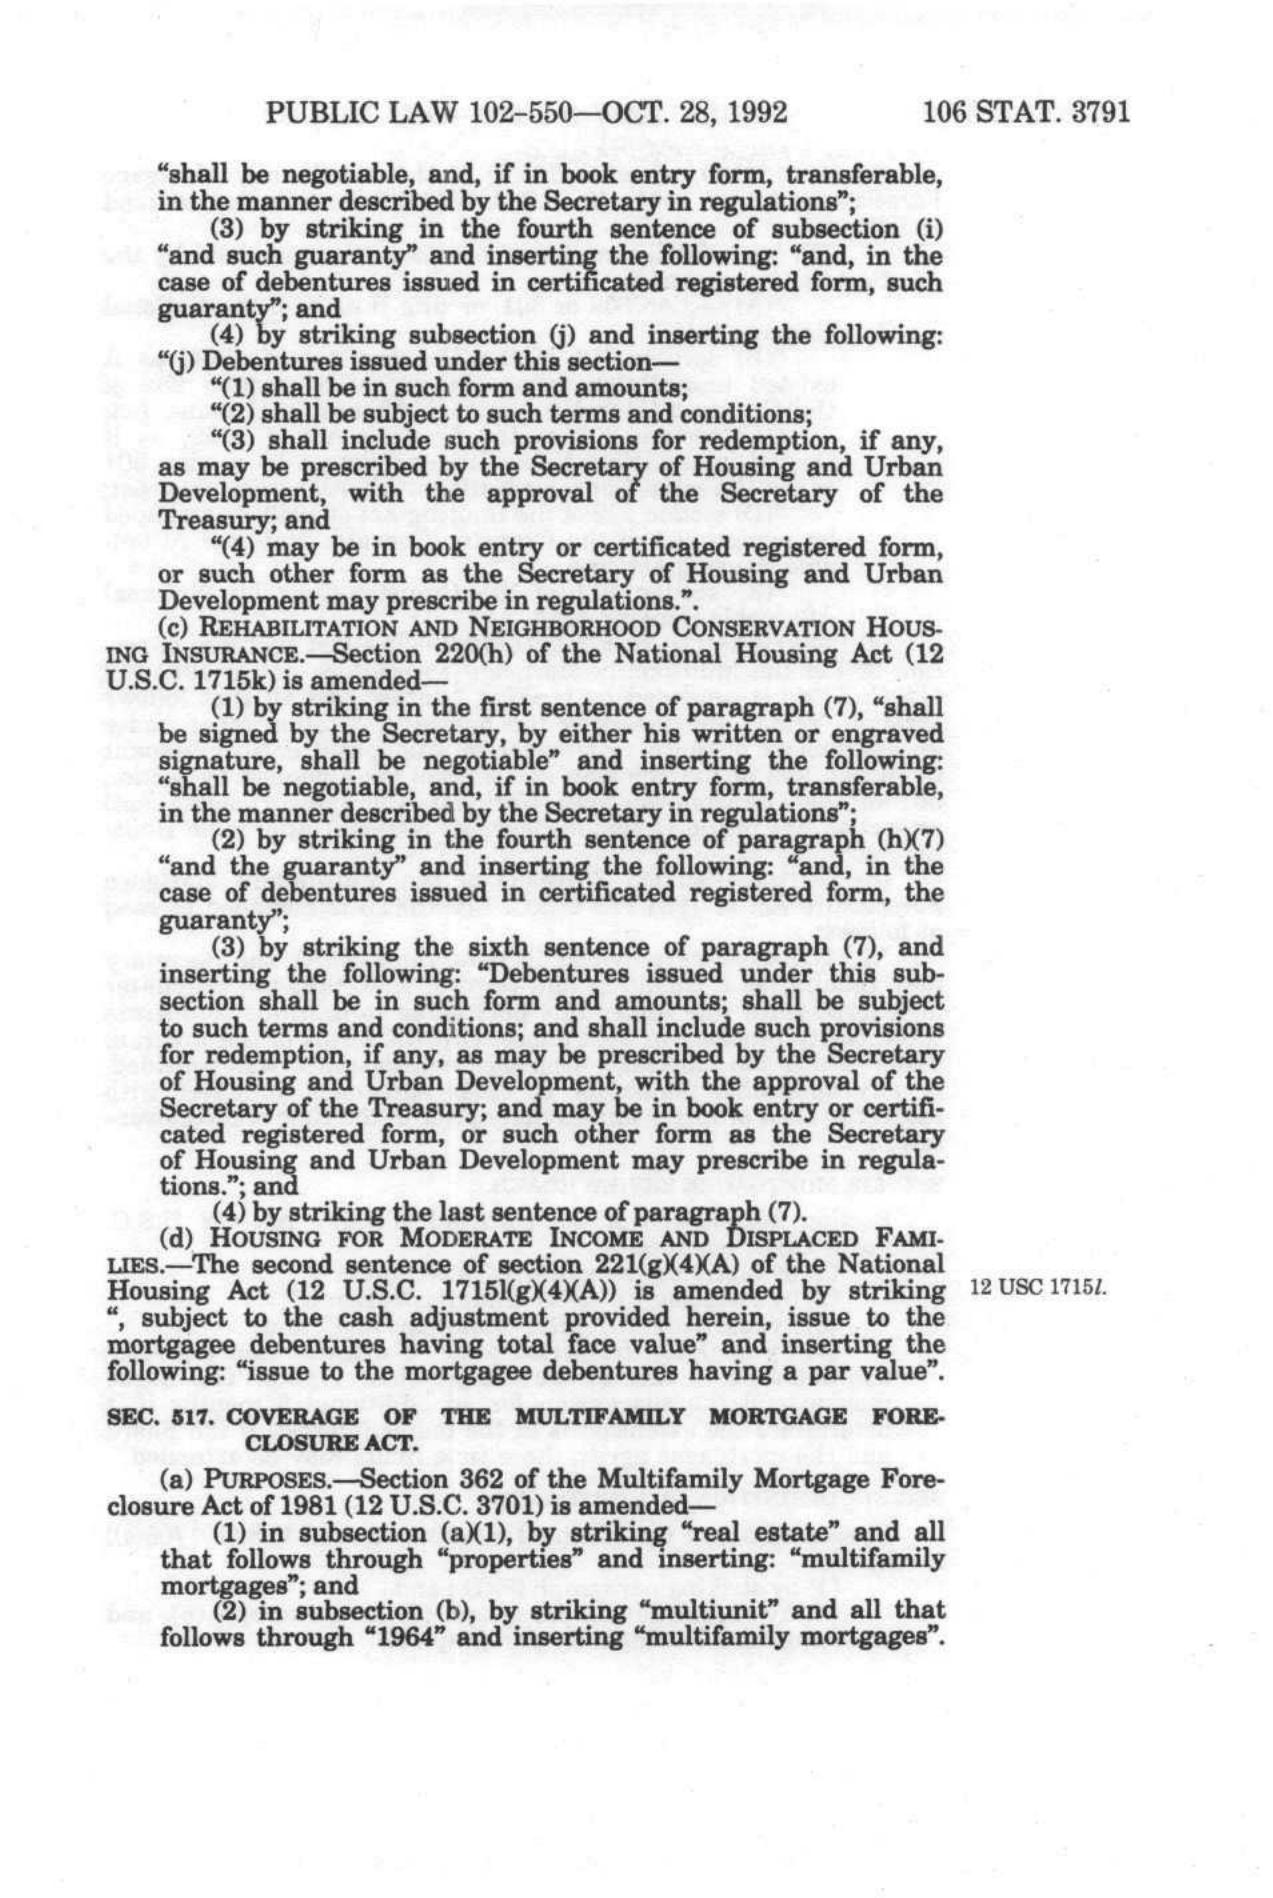 PUBLIC LAW 102-550—OCT. 28, 1992 106 STAT. 3791
“shall be negotiable, and, if in book entry form, transferable,
in the manner described by the Secretary in regulations”;
(3) by striking in the fourth sentence of subsection (i)
“and such guaranty” and inserting the following: “and, in the
case of debentures issued in certificated registered form, such
guaranty”; and
(4) by striking subsection (j) and inserting the following:
“(j) Debentures issued under this section—
“(1) shall be in such form and amounts;
“(2) shall be subject to such terms and conditions;
“(3) shall include such provisions for redemption, if any,
as may be prescribed by the Secretary of Housing and Urban
Development, with the approval of the Secretary of the
Treasury; and
“(4) may be in book entry or certificated registered form,
or such other form as the Secretary of Housing and Urban
Development may prescribe in regulations.”.
(c) REHABILITATION AND NEIGHBORHOOD CONSERVATION HOUS-
ING INSURANCE.—Section 220(h) of the National Housing Act (12
U.S.C. 1715k) is amended—
(1) by striking in the first sentence of paragraph (7), “shall
be signed by the Secretary, by either his written or engraved
signature, shall be negotiable” and inserting the following:
“shall be negotiable, and, if in book entry form, transferable,
in the manner described by the Secretary in regulations”;
(2) by striking in the fourth sentence of paragraph (h)(7)
“and the guaranty” and inserting the following: “and, in the
case of debentures issued in certificated registered form, the
guaranty”;
(3) by striking the sixth sentence of paragraph (7), and
inserting the following: “Debentures issued under this sub-
section shall be in such form and amounts; shall be subject
to such terms and conditions; and shall include such provisions
for redemption, if any, as may be prescribed by the Secretary
of Housing and Urban Development, with the approval of the
Secretary of the Treasury; and may be in book entry or certifi-
cated registered form, or such other form as the Secretary
of Housing and Urban Development may prescribe in regula-
tions.”; and
(4) by striking the last sentence of paragraph (7).
(d) HOUSING FOR MODERATE INCOME AND DISPLACED FAMI-
LIES.—The second sentence of section 221(g)(4)(A) of the National
Housing Act (12 U.S.C. 1715l(g)(4)(A)) is amended by striking 12 USC 1715l.
“, subject to the cash adjustment provided herein, issue to the
mortgagee debentures having total face value” and inserting the
following: “issue to the mortgagee debentures having a par value”.
SEC. 517. COVERAGE OF THE MULTIFAMILY MORTGAGE FORE-
CLOSURE ACT.
(a) PURPOSES.—Section 362 of the Multifamily Mortgage Fore-
closure Act of 1981 (12 U.S.C. 3701) is amended—
(1) in subsection (a)(1), by striking “real estate” and all
that follows through “properties” and inserting: “multifamily
mortgages”; and
(2) in subsection (b), by striking “multiunit” and all that
follows through “1964” and inserting “multifamily mortgages”.